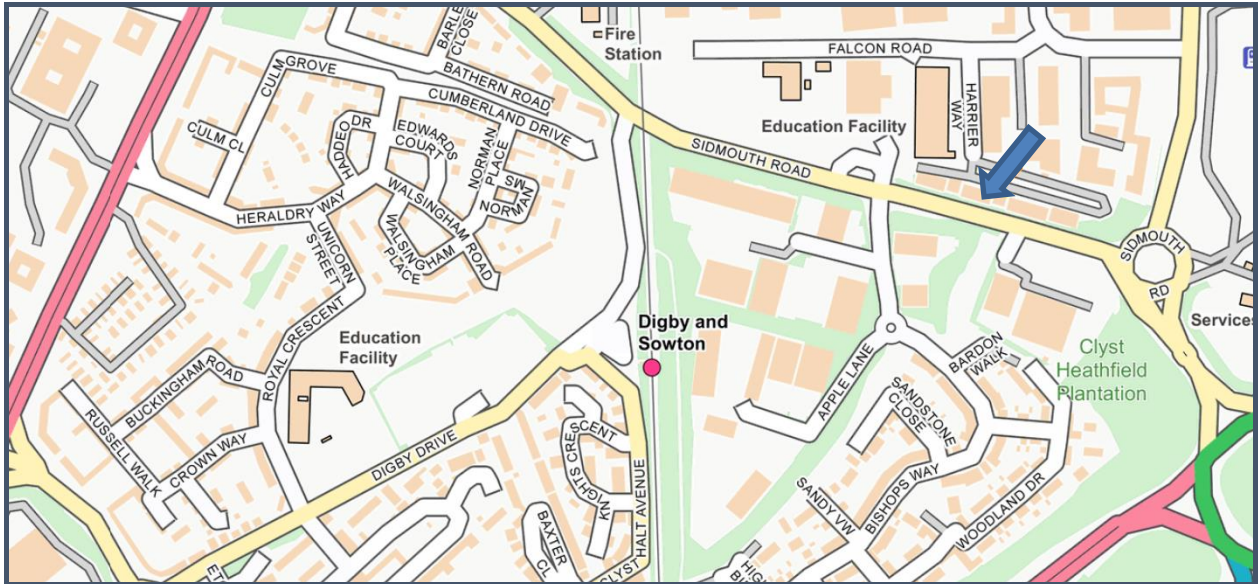 BARLE
CLOSE
Fire
Station
FALCON ROAD
CULM
GROVE
BATHERN ROAD
CUMBERLAND DRIVE
HARRIER
WAY
Education Facility
CULM CL
HADDEO
DR
EDWARDS
COURT
NORMAN
PLACE
SIDMOUTH ROAD
NORMAN
MS
HERALDRY WAY
WALSINGHAM ROAD
WALSINGHAM
PLACE
UNICORN
STREET
SIDMOUTH
RD
Services
Digby and
Sowton
Education
Facility
ROYAL CRESCENT
BUCKINGHAM ROAD
RUSSELL WALK
CROWN WAY
DIGBY DRIVE
APPLE LANE
BARDON
WALK
Clyst
Heathfield
Plantation
SANDSTONE
CLOSE
KNIGHTS CRESCENT
BISHOPS WAY
SANDY VW
WOODLAND DR
BAXTER
CL
CLYST HALT AVENUE